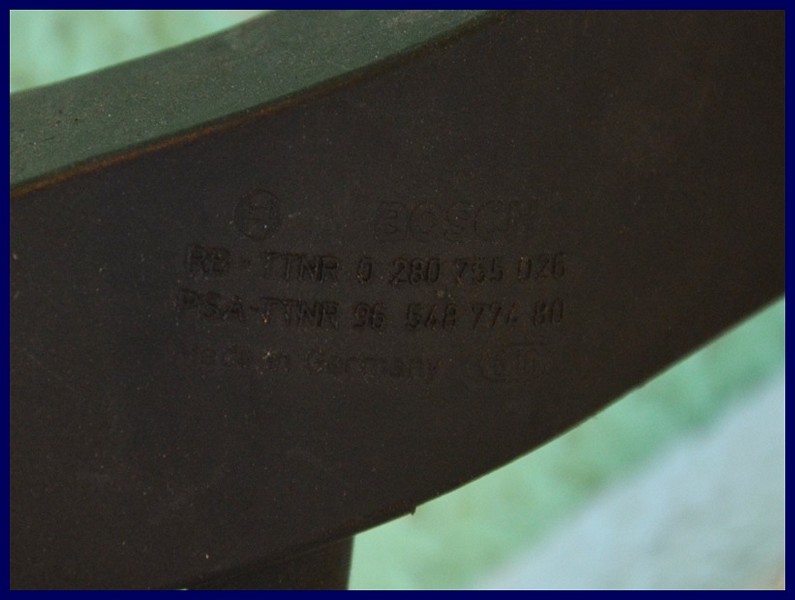 BOSCH
RB-TTNR 0 280 755 026
PSA-TTNR 96 548 774 80
Made in Germany